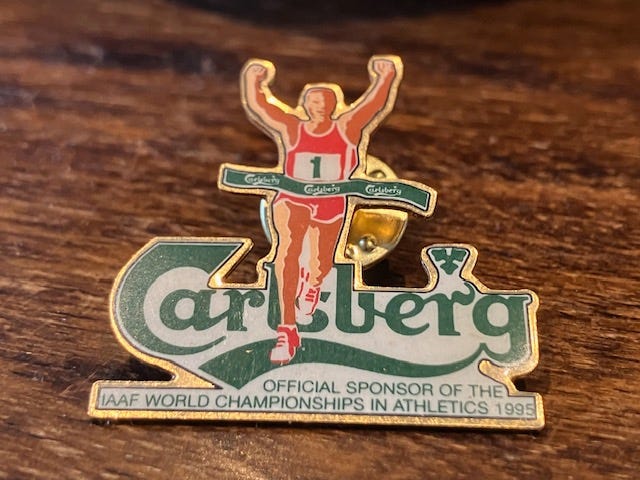 1
Carlsberg Carlsberg Carlsberg
Carlsberg
OFFICIAL SPONSOR OF THE
IAAF WORLD CHAMPIONSHIPS IN ATHLETICS 1995